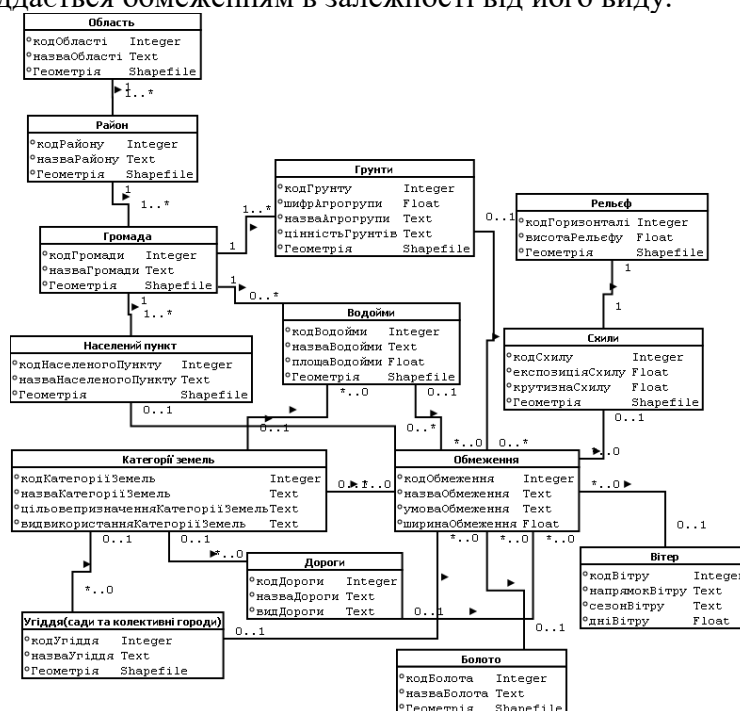 ддається обмеженням в залежності від його виду.
Область
кодОбласті Integer
назваОбласті Text
Геометрія Shapefile
1
1..*
Район
кодРайону Integer
назваРайону Text
Геометрія Shapefile
1
1..*
Грунти
кодГрунту Integer
шифрАгрогрупи Float
назваАгрогрупи Text
цінністьГрунтів Text
Геометрія Shapefile
1..*
1
0..1
Рельєф
кодГоризонталі Integer
висотаРельєфу Float
Геометрія Shapefile
1
1
Громада
кодГромади Integer
назваГромади Text
Геометрія Shapefile
1
0..*
1
1..*
Водойми
кодВодойми Integer
назваВодойми Text
площаВодойми Float
Геометрія Shapefile
*..0
0..1
Схили
кодСхилу Integer
експозиціяСхилу Float
крутизнаСхилу Float
Геометрія Shapefile
0..1
Населений пункт
кодНаселеногоПункту Integer
назваНаселеногоПункту Text
Геометрія Shapefile
0..1
0..1
0..*
*..0
0..*
Категорії земель
кодКатегоріїЗемель Integer
назваКатегоріїЗемель Text
цільовепризначенняКатегоріїЗемель Text
видвикористанняКатегоріїЗемель Text
0..1
0..1
Обмеження
кодОбмеження Integer
назваОбмеження Text
умоваОбмеження Text
ширинаОбмеження Float
*..0
*..0
*..0
*..0
0..1
Дороги
кодДороги Integer
назваДороги Text
видДороги Text
*..0
0..1
Вітер
кодВітру Integer
напрямокВітру Text
сезонВітру Text
дніВітру Float
*..0
Угіддя(сади та колективні городи)
кодУгіддя Integer
назваУгіддя Text
Геометрія Shapefile
0..1
0..1
Болото
кодБолота Integer
назваБолота Text
Геометрія Shapefile